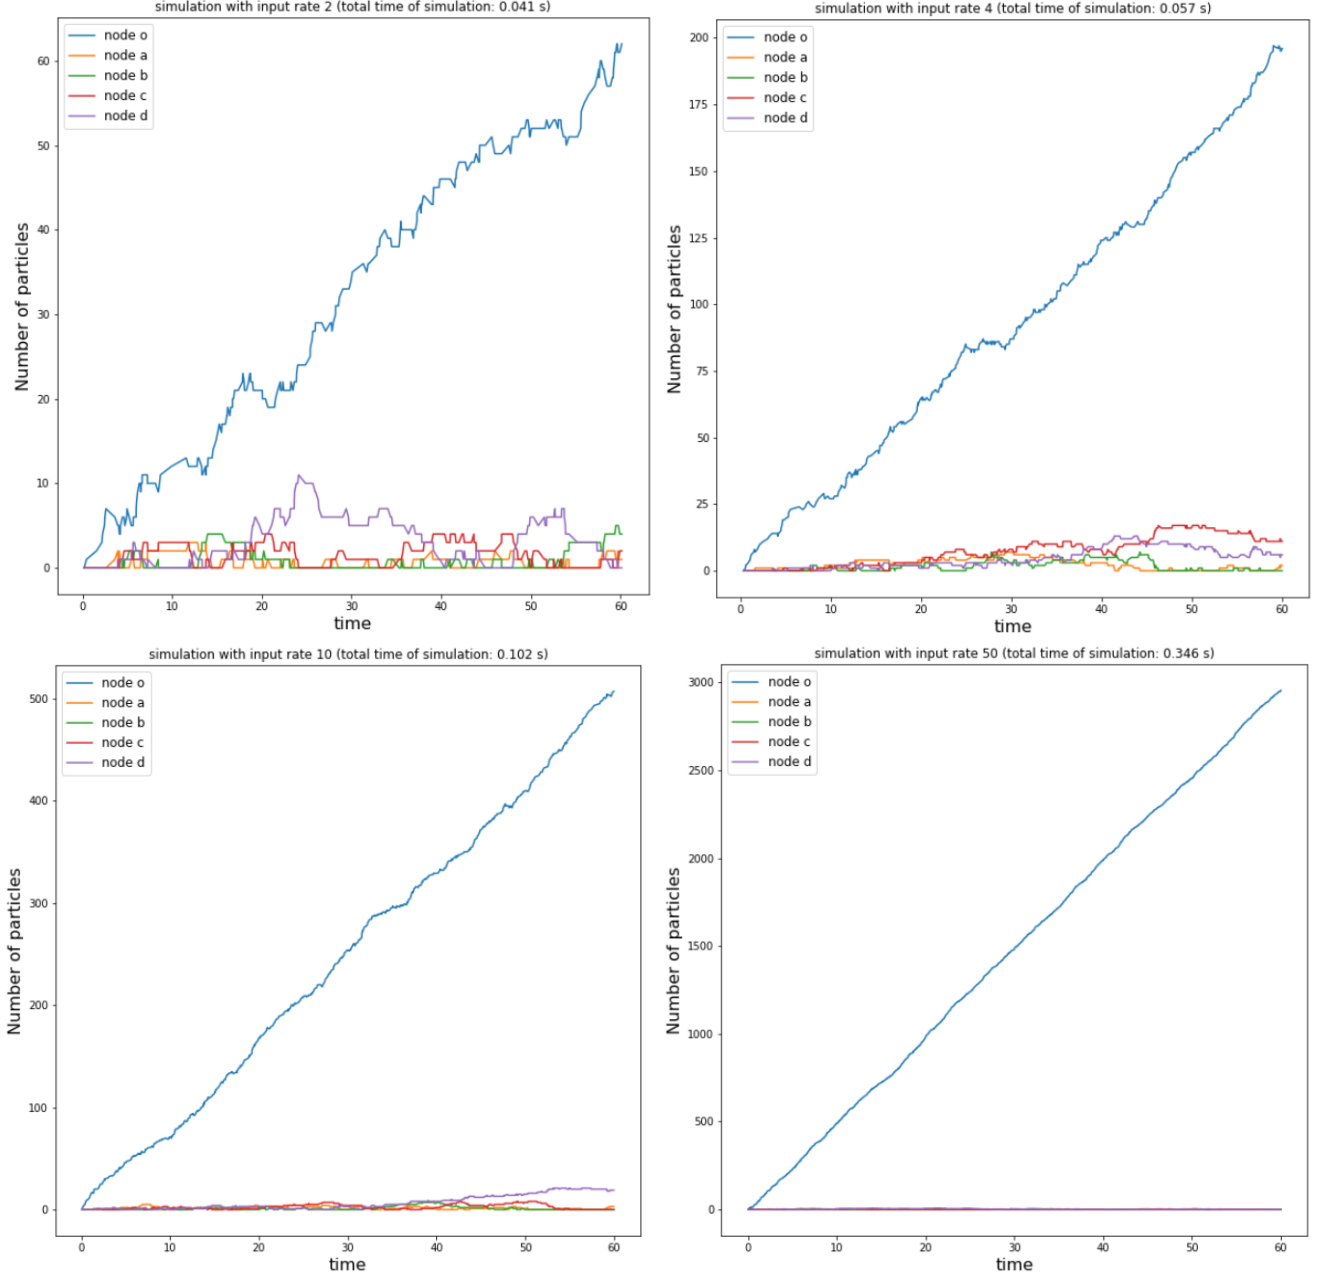 simulation with input rate 2 (total time of simulation: 0.041 s)
node o
node a
node b
node c
node d
60
50
40
30
20
10
0
Number of particles
0 10 20 30 40 50 60
time
simulation with input rate 4 (total time of simulation: 0.057 s)
node o
node a
node b
node c
node d
200
175
150
125
100
75
50
25
0
Number of particles
0 10 20 30 40 50 60
time
simulation with input rate 10 (total time of simulation: 0.102 s)
node o
node a
node b
node c
node d
500
400
300
200
100
0
Number of particles
0 10 20 30 40 50 60
time
simulation with input rate 50 (total time of simulation: 0.346 s)
node o
node a
node b
node c
node d
3000
2500
2000
1500
1000
500
0
Number of particles
0 10 20 30 40 50 60
time